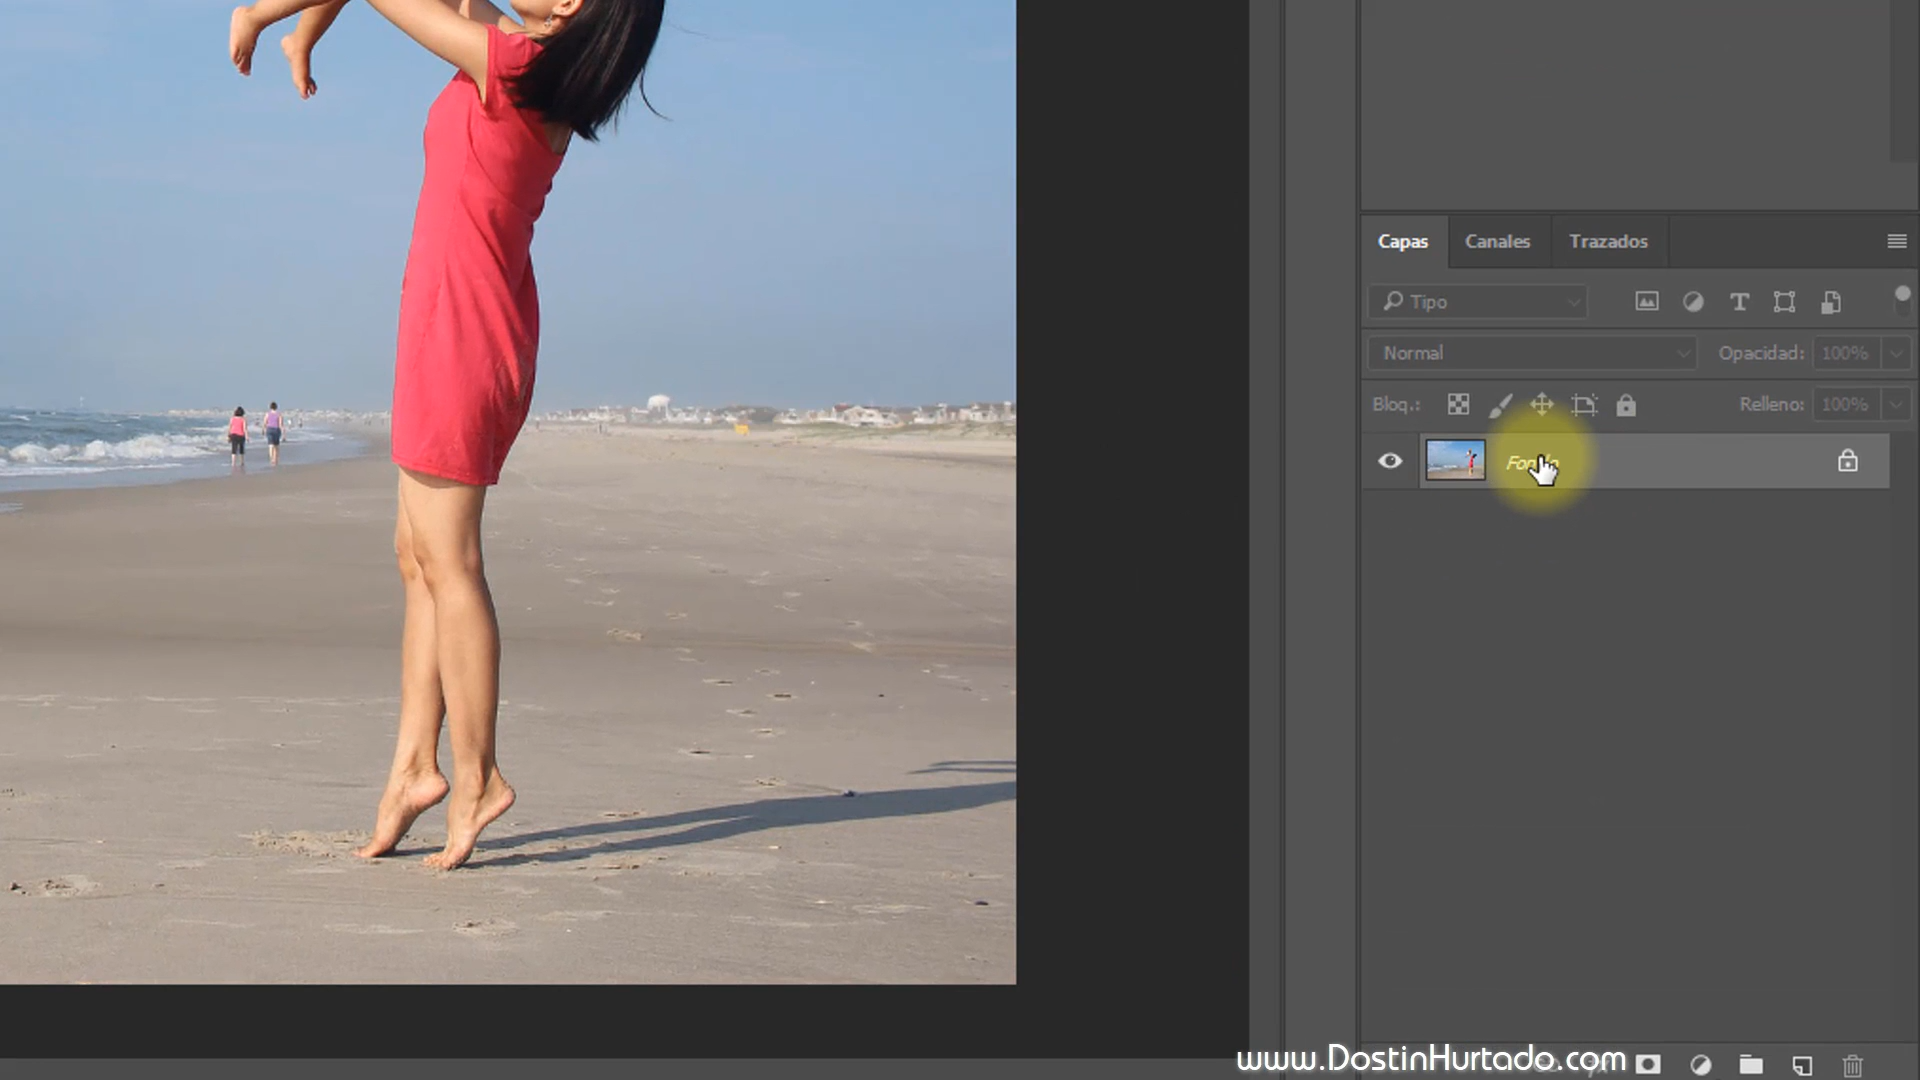 Capas Canales Trazados
Tipo
Normal Opacidad: 100%
Bloq.: Relleno: 100%
www.DostinHurtado.com